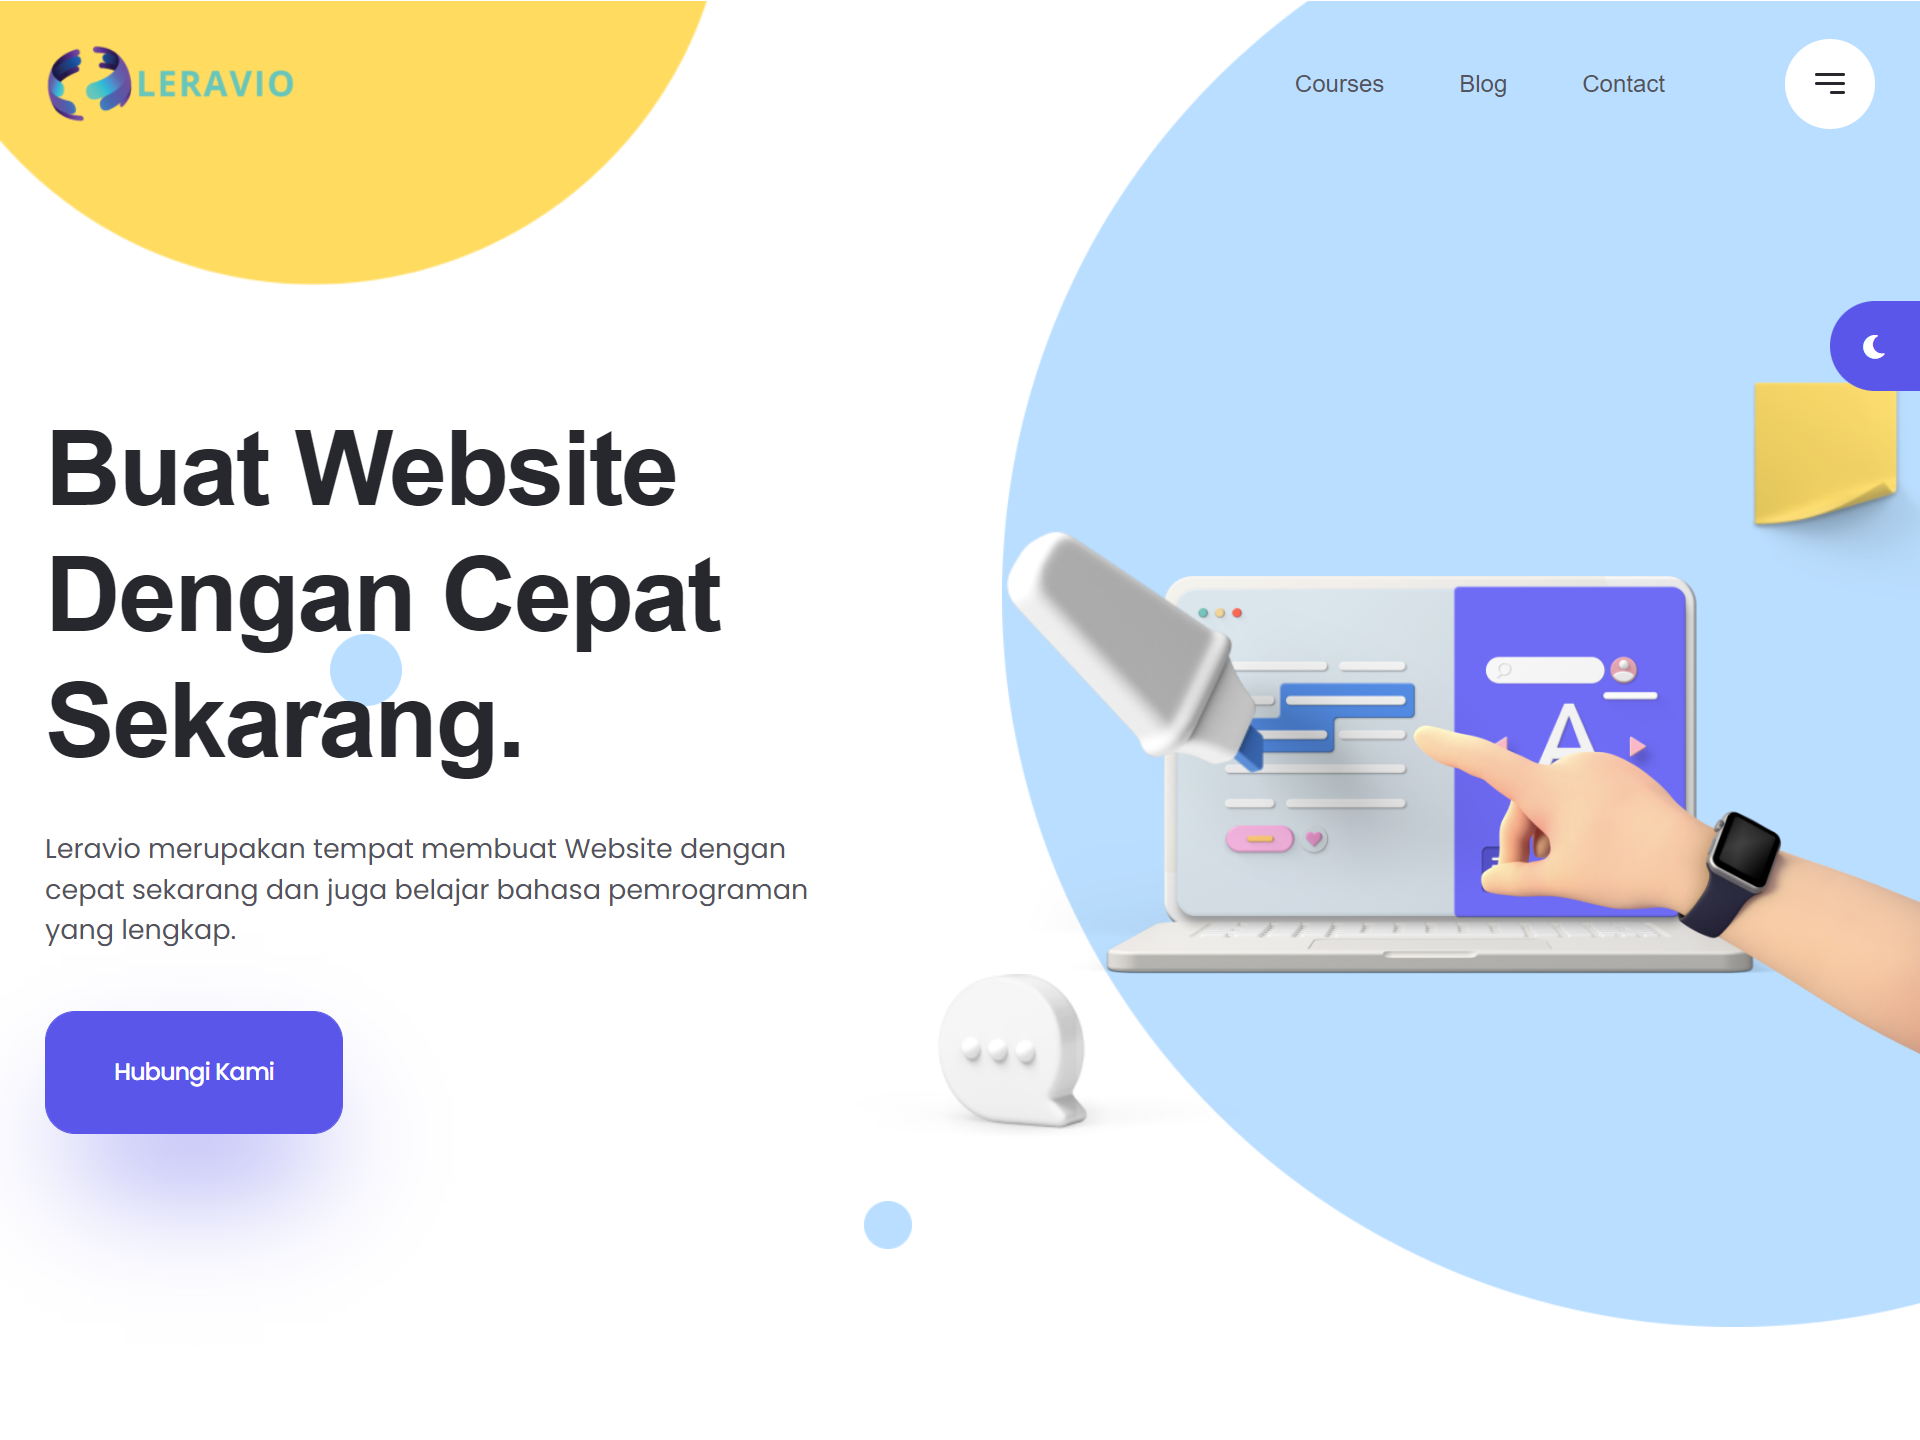 LERAVIO
Courses
Blog
Contact
Buat Website
Dengan Cepat
Sekarang.
Leravio merupakan tempat membuat Website dengan
cepat sekarang dan juga belajar bahasa pemrograman
yang lengkap.
Hubungi Kami
A